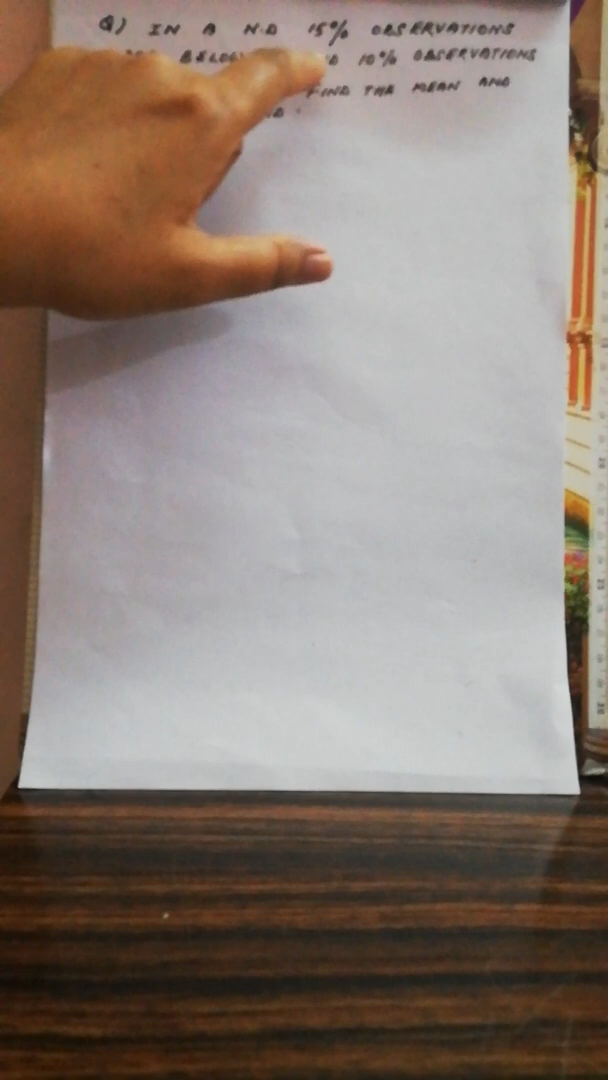 Q) IN A N.D 15% OBSERVATIONS
BELOW 10% OBSERVATIONS
FIND THE MEAN AND